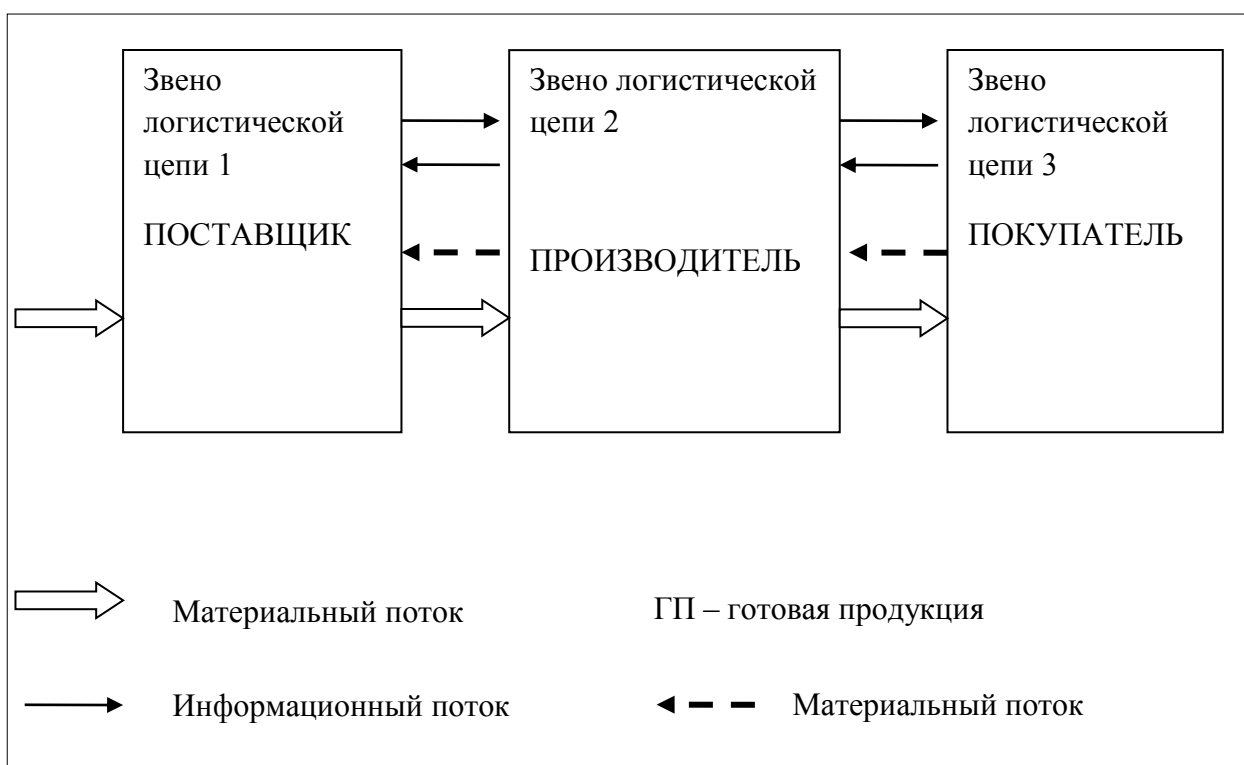 Звено
логистической
цепи 1
ПОСТАВЩИК
Звено логистической
цепи 2
ПРОИЗВОДИТЕЛЬ
Звено
логистической
цепи 3
ПОКУПАТЕЛЬ
Материальный поток
ГП – готовая продукция
Информационный поток
Материальный поток